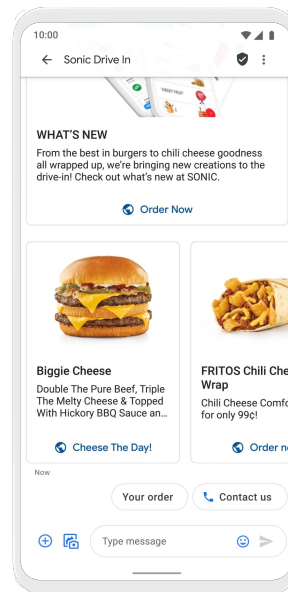 10:00
Sonic Drive In
WHAT'S NEW
From the best in burgers to chili cheese goodness
all wrapped up, we're bringing new creations to the
drive-in! Check out what's new at SONIC.
Order Now
Biggie Cheese
Double The Pure Beef, Triple
The Melty Cheese & Topped
With Hickory BBQ Sauce an...
Cheese The Day!
FRITOS Chili Che
Wrap
Chili Cheese Comfo
for only 99¢!
Order n
Now
Your order
Contact us
Type message